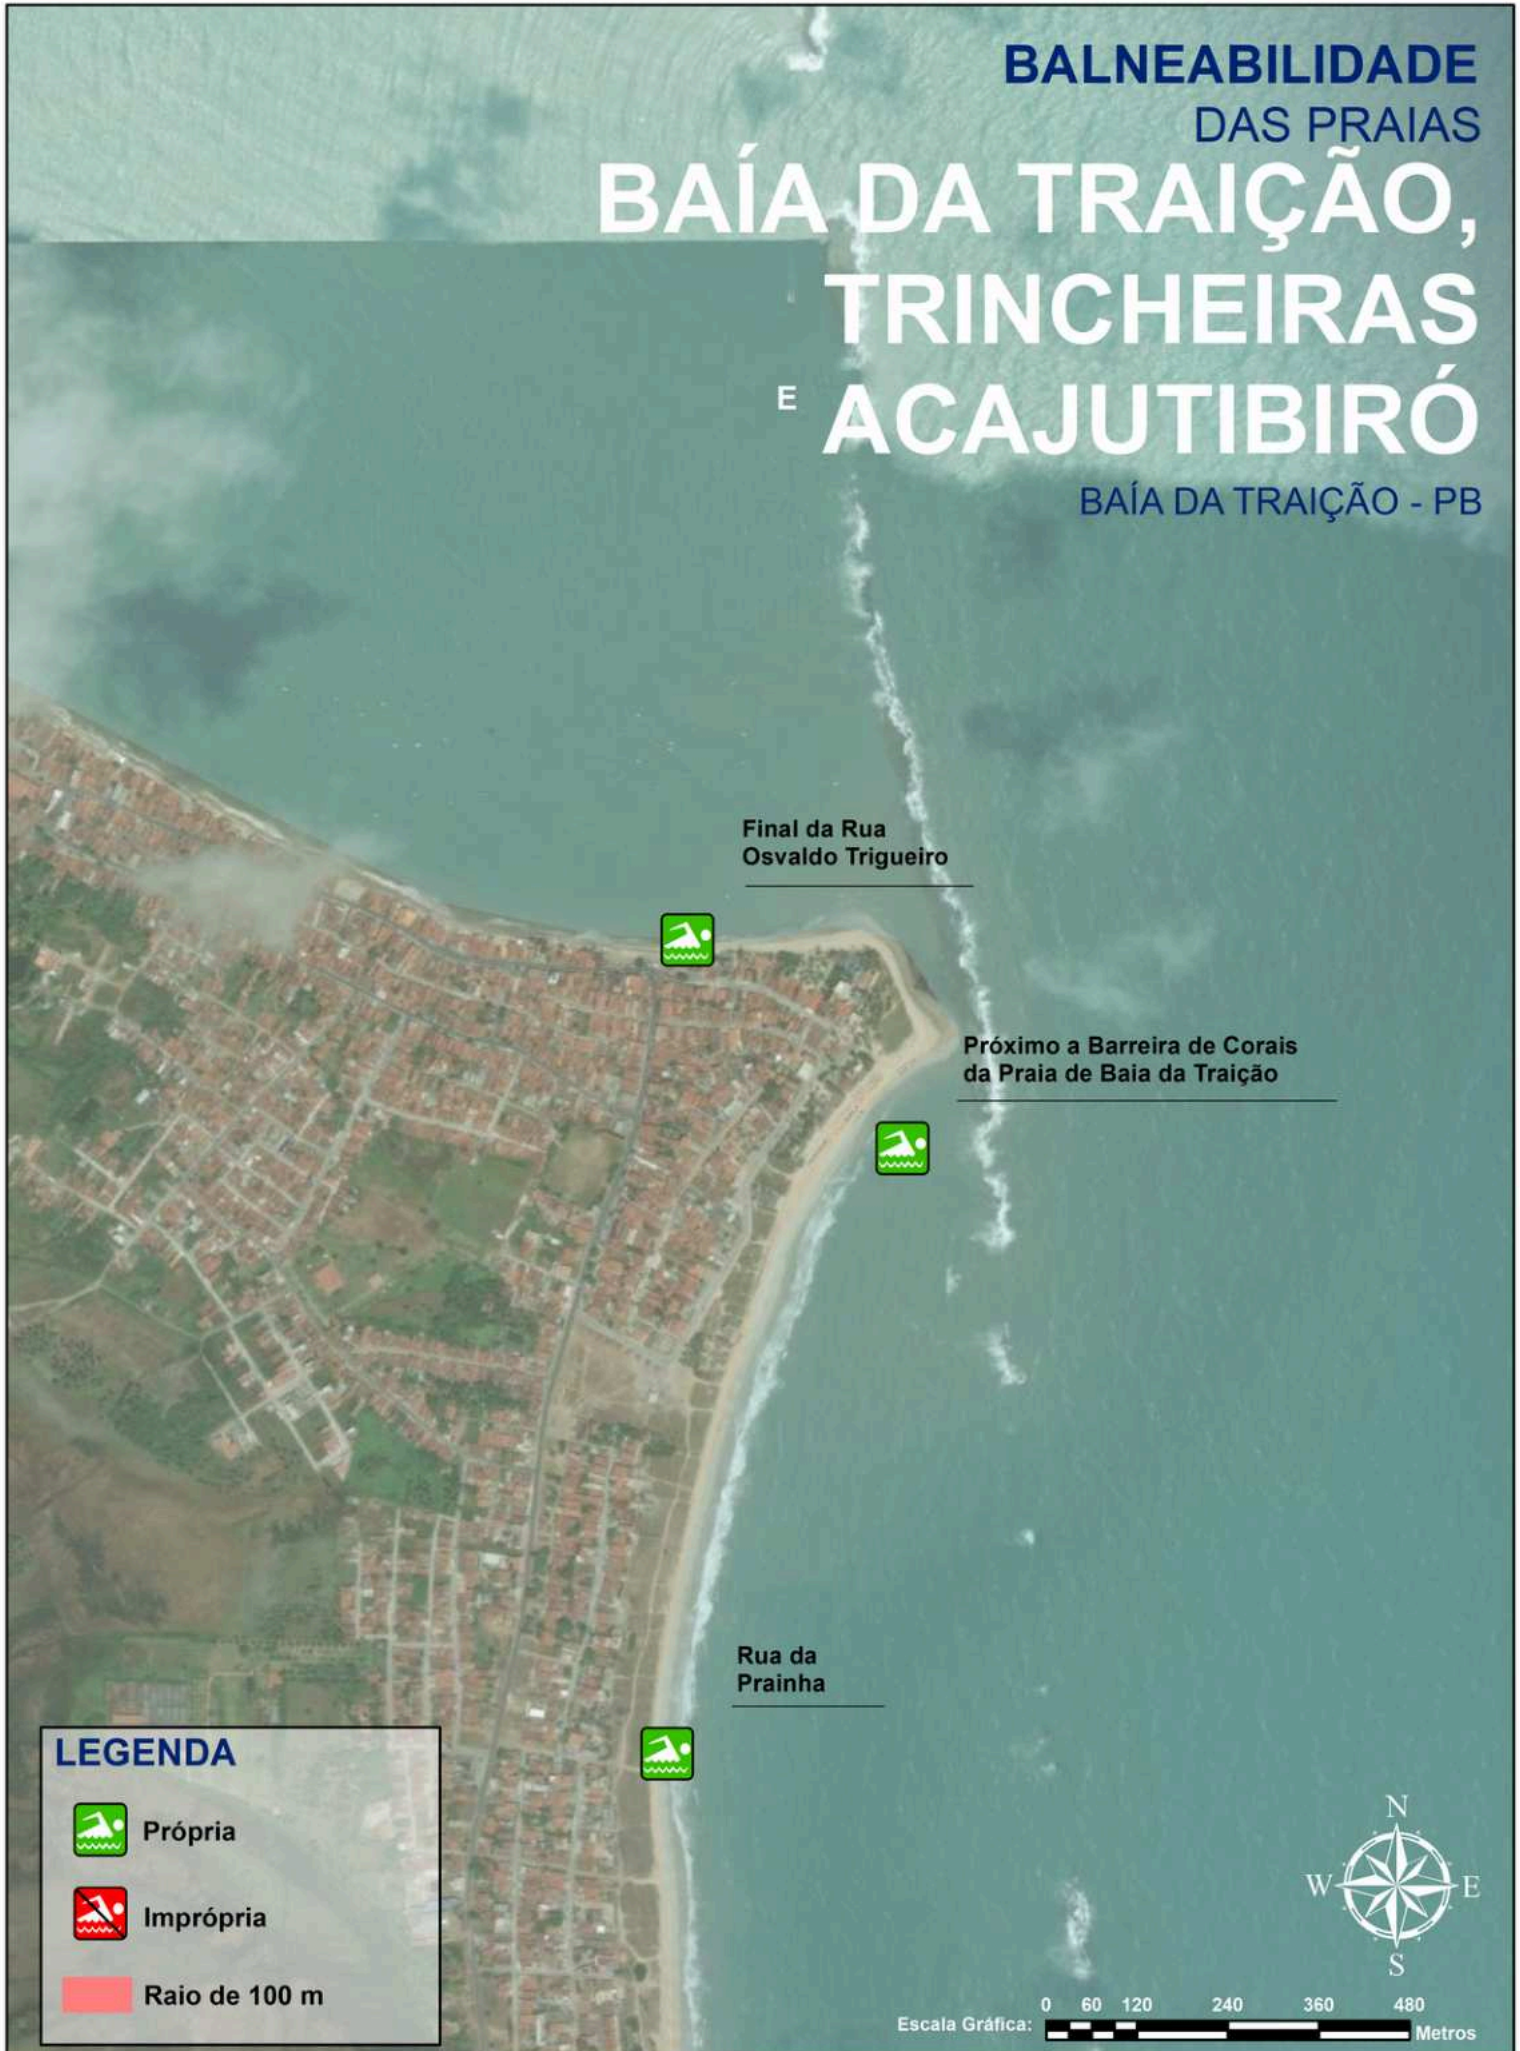 BALNEABILIDADE
DAS PRAIAS
BAÍA DA TRAIÇÃO,
TRINCHEIRAS
E ACAJUTIBIRÓ
BAÍA DA TRAIÇÃO - PB
Final da Rua
Osvaldo Trigueiro
Próximo a Barreira de Corais
da Praia de Baia da Traição
Rua da
Prainha
LEGENDA
Própria
Imprópria
Raio de 100 m
N
W E
S
0 60 120 240 360 480
Escala Gráfica: Metros